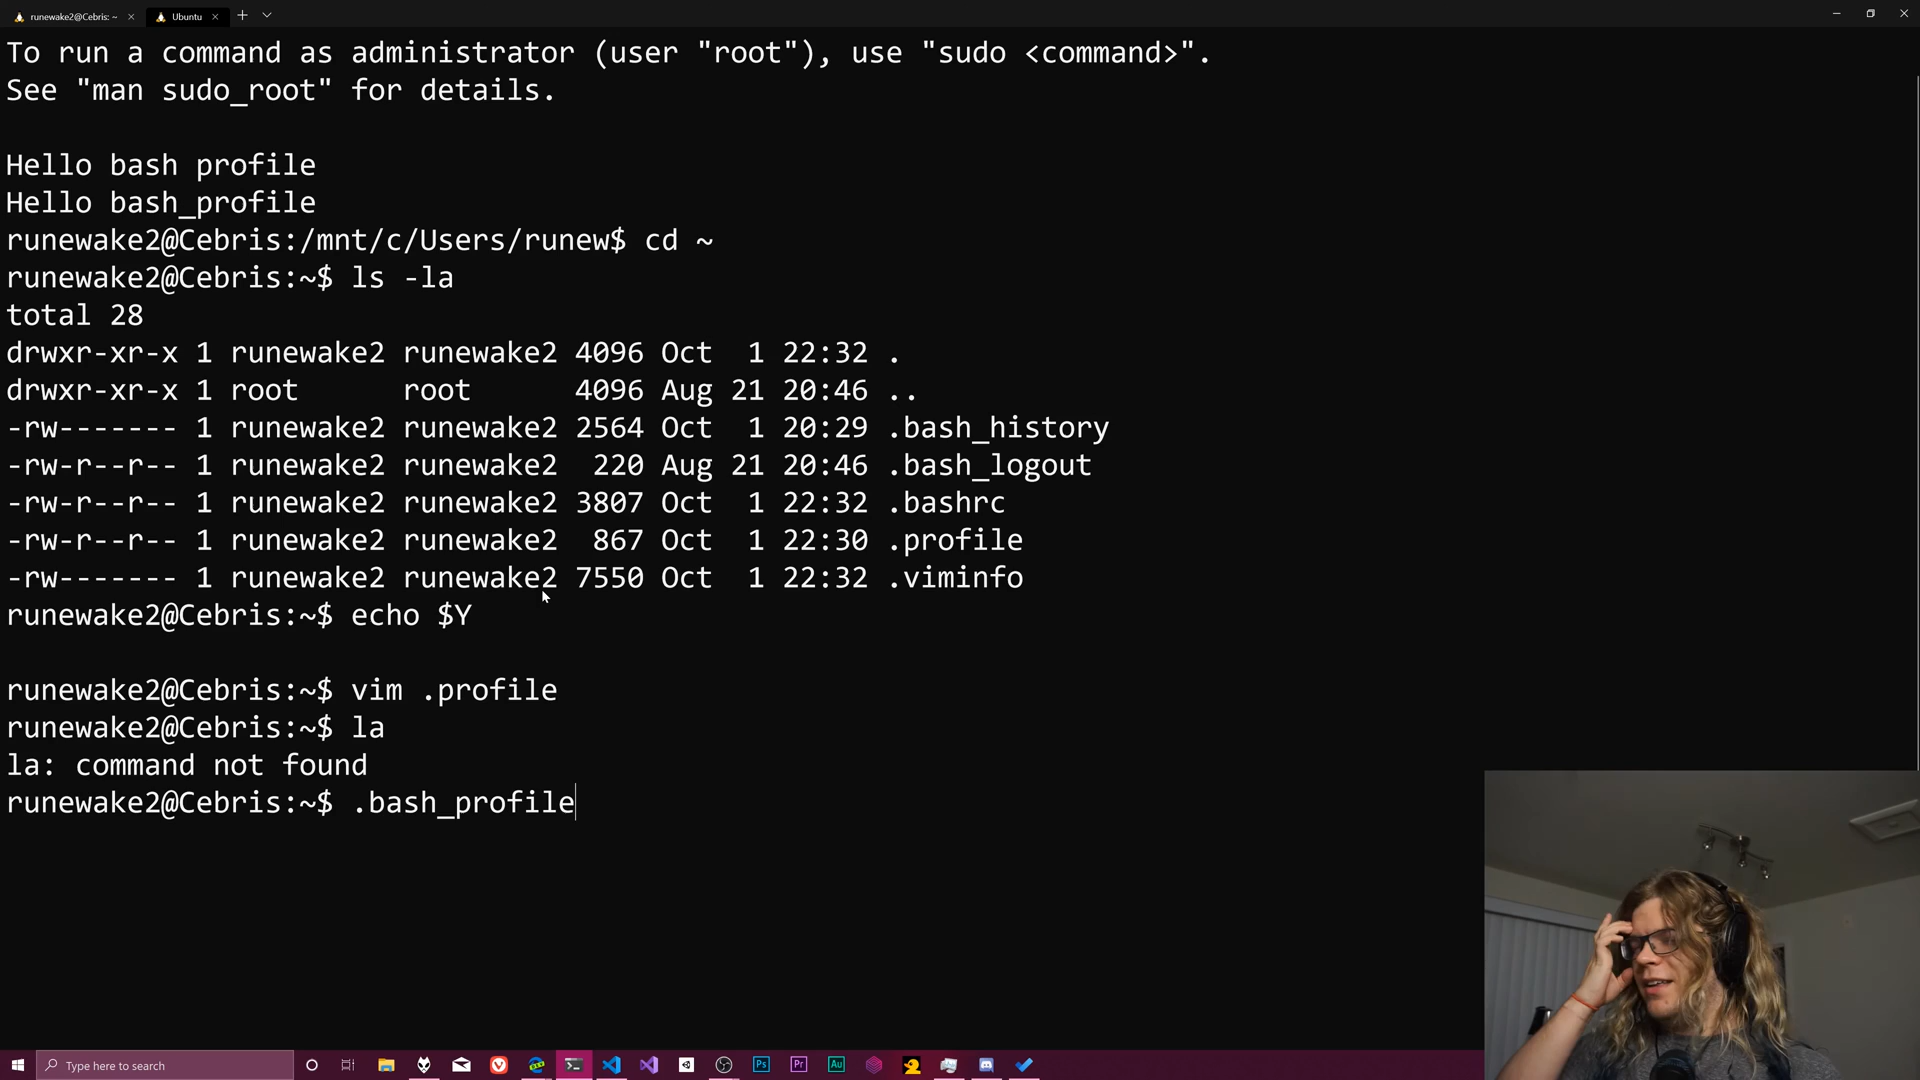 runewake2@Cebris: ~
Ubuntu
To run a command as administrator (user "root"), use "sudo <command>".
See "man sudo_root" for details.
Hello bash profile
Hello bash_profile
runewake2@Cebris:/mnt/c/Users/runew$ cd ~
runewake2@Cebris:~$ ls -la
total 28
drwxr-xr-x 1 runewake2 runewake2 4096 Oct  1 22:32 .
drwxr-xr-x 1 root      root      4096 Aug 21 20:46 ..
-rw------- 1 runewake2 runewake2 2564 Oct  1 20:29 .bash_history
-rw-r--r-- 1 runewake2 runewake2  220 Aug 21 20:46 .bash_logout
-rw-r--r-- 1 runewake2 runewake2 3807 Oct  1 22:32 .bashrc
-rw-r--r-- 1 runewake2 runewake2  867 Oct  1 22:30 .profile
-rw------- 1 runewake2 runewake2 7550 Oct  1 22:32 .viminfo
runewake2@Cebris:~$ echo $Y
runewake2@Cebris:~$ vim .profile
runewake2@Cebris:~$ la
la: command not found
runewake2@Cebris:~$ .bash_profile
Type here to search
Ps
Pr
Au